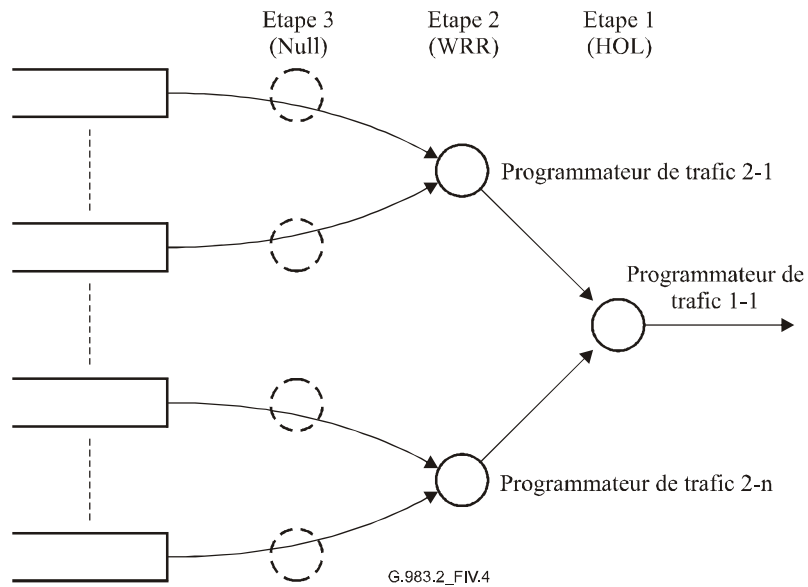 Etape 3
(Null)
Etape 2
(WRR)
Etape 1
(HOL)
Programmateur de trafic 2-1
Programmateur de
trafic 1-1
Programmateur de trafic 2-n
G.983.2_FIV.4